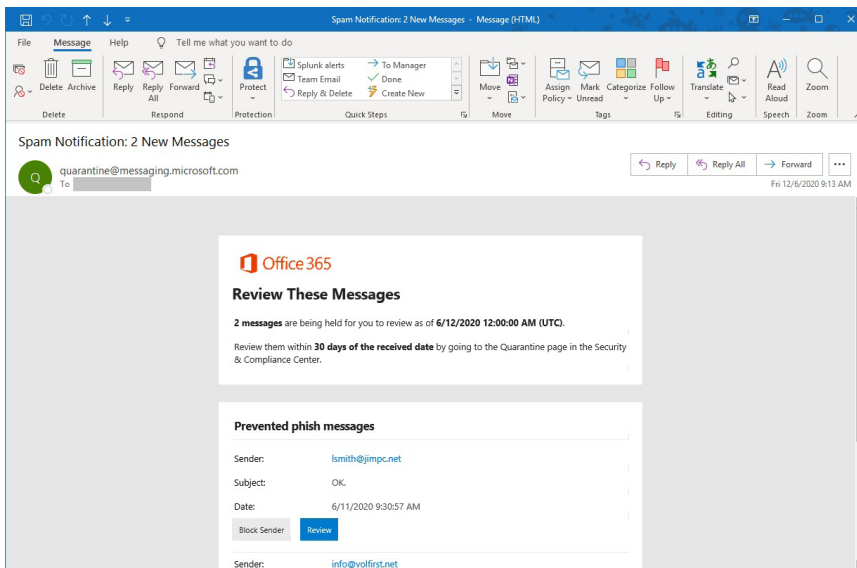 Spam Notification: 2 New Messages - Message (HTML)
File Message Help Tell me what you want to do
Delete Archive
Reply Reply All Forward
Protect
Splunk alerts To Manager
Team Email Done
Reply & Delete Create New
Move
Assign Policy Mark Unread Categorize Follow Up
Translate
Read Aloud
Zoom
Delete Respond Protection Quick Steps Move Tags Editing Speech Zoom
Spam Notification: 2 New Messages
Q
quarantine@messaging.microsoft.com
To
Reply Reply All Forward
Fri 12/6/2020 9:13 AM
Office 365
Review These Messages
2 messages are being held for you to review as of 6/12/2020 12:00:00 AM (UTC).
Review them within 30 days of the received date by going to the Quarantine page in the Security
& Compliance Center.
Prevented phish messages
Sender: lsmith@jimpc.net
Subject: OK.
Date: 6/11/2020 9:30:57 AM
Block Sender Review
Sender: info@volfirst.net